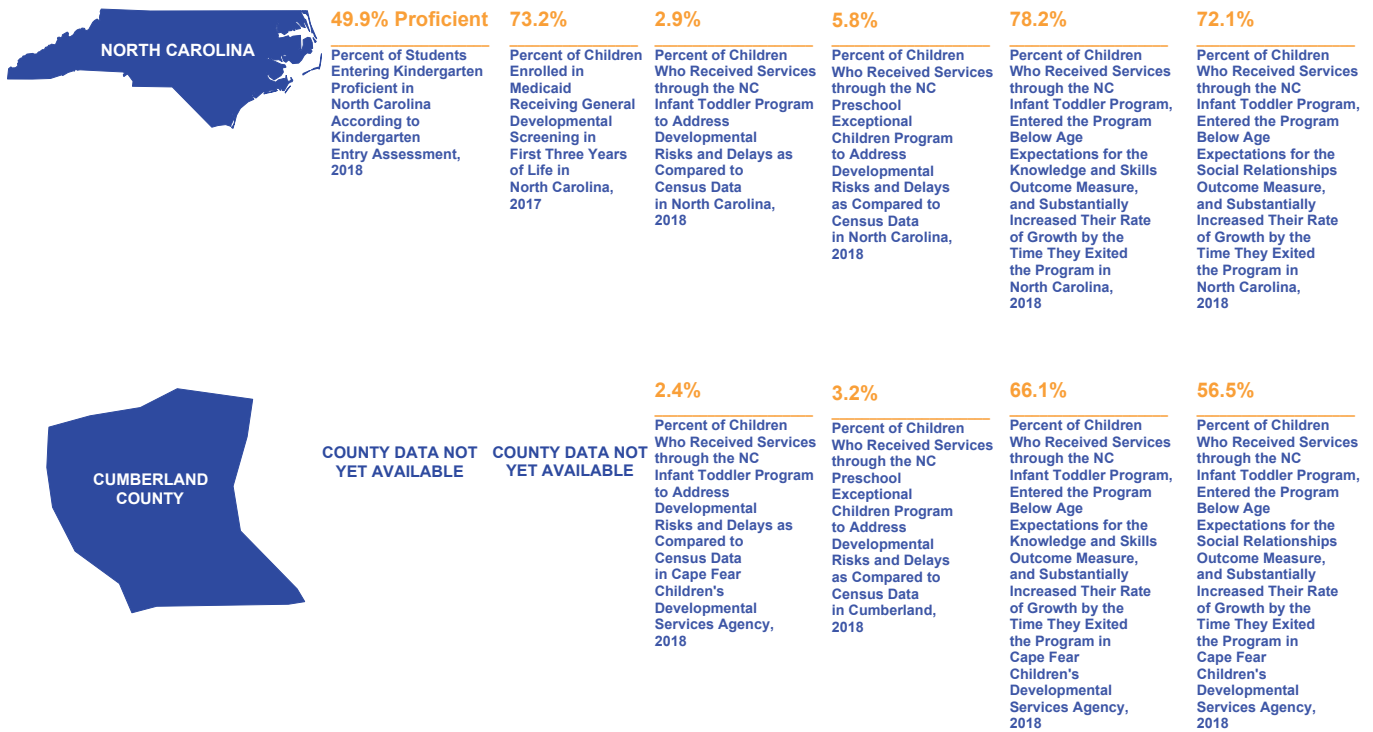 NORTH CAROLINA
49.9% Proficient
Percent of Students
Entering Kindergarten
Proficient in
North Carolina
According to
Kindergarten
Entry Assessment,
2018
73.2%
Percent of Children
Enrolled in
Medicaid
Receiving General
Developmental
Screening in
First Three Years
of Life in
North Carolina,
2017
2.9%
Percent of Children
Who Received Services
through the NC
Infant Toddler Program
to Address
Developmental
Risks and Delays as
Compared to
Census Data
in North Carolina,
2018
5.8%
Percent of Children
Who Received Services
through the NC
Preschool
Exceptional
Children Program
to Address
Developmental
Risks and Delays
as Compared to
Census Data
in North Carolina,
2018
78.2%
Percent of Children
Who Received Services
through the NC
Infant Toddler Program,
Entered the Program
Below Age
Expectations for the
Knowledge and Skills
Outcome Measure,
and Substantially
Increased Their Rate
of Growth by the
Time They Exited
the Program in
North Carolina,
2018
72.1%
Percent of Children
Who Received Services
through the NC
Infant Toddler Program,
Entered the Program
Below Age
Expectations for the
Social Relationships
Outcome Measure,
and Substantially
Increased Their Rate
of Growth by the
Time They Exited
the Program in
North Carolina,
2018
CUMBERLAND
COUNTY
COUNTY DATA NOT
YET AVAILABLE
COUNTY DATA NOT
YET AVAILABLE
2.4%
Percent of Children
Who Received Services
through the NC
Infant Toddler Program
to Address
Developmental
Risks and Delays as
Compared to
Census Data
in Cape Fear
Children's
Developmental
Services Agency,
2018
3.2%
Percent of Children
Who Received Services
through the NC
Preschool
Exceptional
Children Program
to Address
Developmental
Risks and Delays
as Compared to
Census Data
in Cumberland,
2018
66.1%
Percent of Children
Who Received Services
through the NC
Infant Toddler Program,
Entered the Program
Below Age
Expectations for the
Knowledge and Skills
Outcome Measure,
and Substantially
Increased Their Rate
of Growth by the
Time They Exited
the Program in
Cape Fear
Children's
Developmental
Services Agency,
2018
56.5%
Percent of Children
Who Received Services
through the NC
Infant Toddler Program,
Entered the Program
Below Age
Expectations for the
Social Relationships
Outcome Measure,
and Substantially
Increased Their Rate
of Growth by the
Time They Exited
the Program in
Cape Fear
Children's
Developmental
Services Agency,
2018